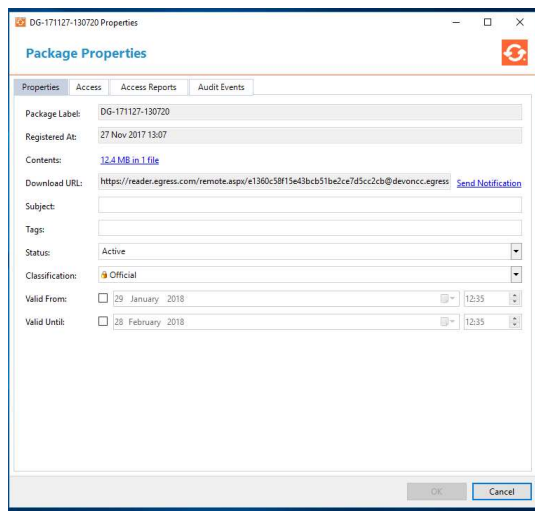 DG-171127-130720 Properties
Package Properties
Properties Access Access Reports Audit Events
Package Label: DG-171127-130720
Registered At: 27 Nov 2017 13:07
Contents: 12.4 MB in 1 file
Download URL: https://reader.egress.com/remote.aspx/e1360c58f15e43bcb51be2ce7d5cc2cb@devoncc.egress Send Notification
Subject:
Tags:
Status: Active
Classification: Official
Valid From: 29 January 2018 12:35
Valid Until: 28 February 2018 12:35
OK Cancel